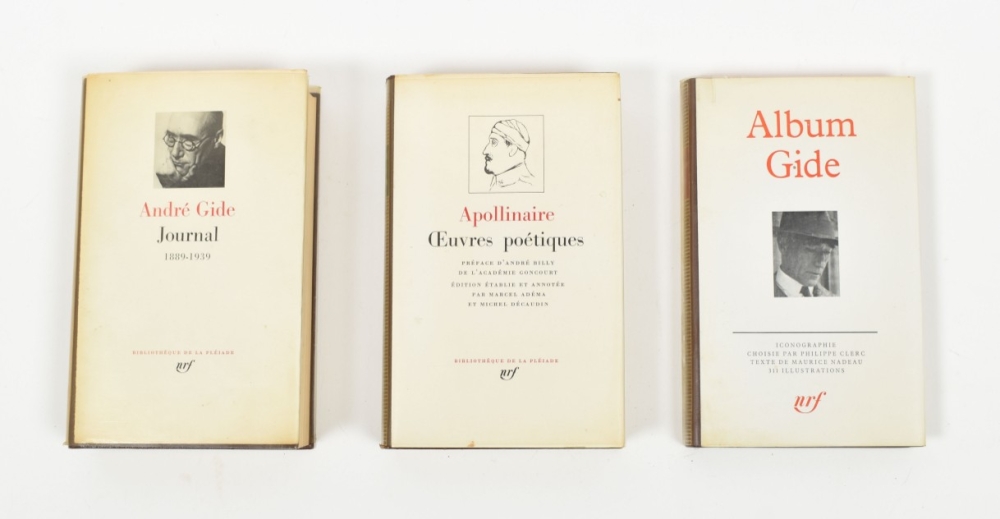 André Gide
Journal
1889-1939
BIBLIOTHÈQUE DE LA PLÉIADE
nrf
Apollinaire
Œuvres poétiques
PRÉFACE D'ANDRÉ BILLY
DE L'ACADÉMIE GONCOURT
ÉDITION ÉTABLIE ET ANNOTÉE
PAR MARCEL ADÉMA
ET MICHEL DÉCAUDIN
BIBLIOTHÈQUE DE LA PLÉIADE
nrf
Album
Gide
ICONOGRAPHIE
CHOISIE PAR PHILIPPE CLERC
TEXTE DE MAURICE NADEAU
ILLUSTRATIONS
nrf